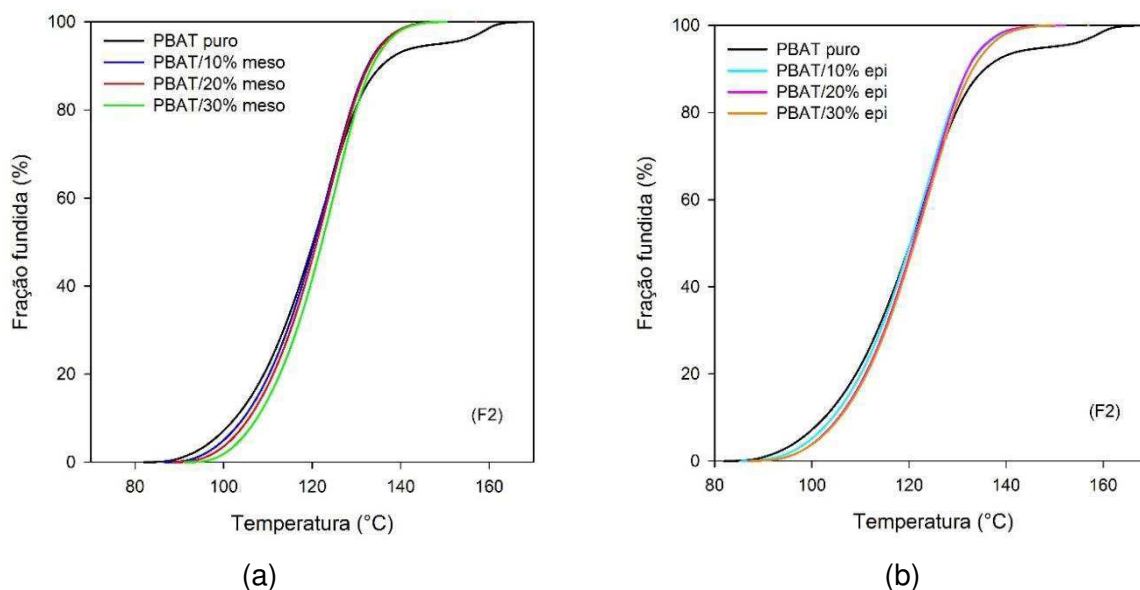 100
80
60
40
20
0
Fração fundida (%)
PBAT puro
PBAT/10% meso
PBAT/20% meso
PBAT/30% meso
(F2)
80 100 120 140 160
Temperatura (°C)
(a)
100
80
60
40
20
0
Fração fundida (%)
PBAT puro
PBAT/10% epi
PBAT/20% epi
PBAT/30% epi
(F2)
80 100 120 140 160
Temperatura (°C)
(b)